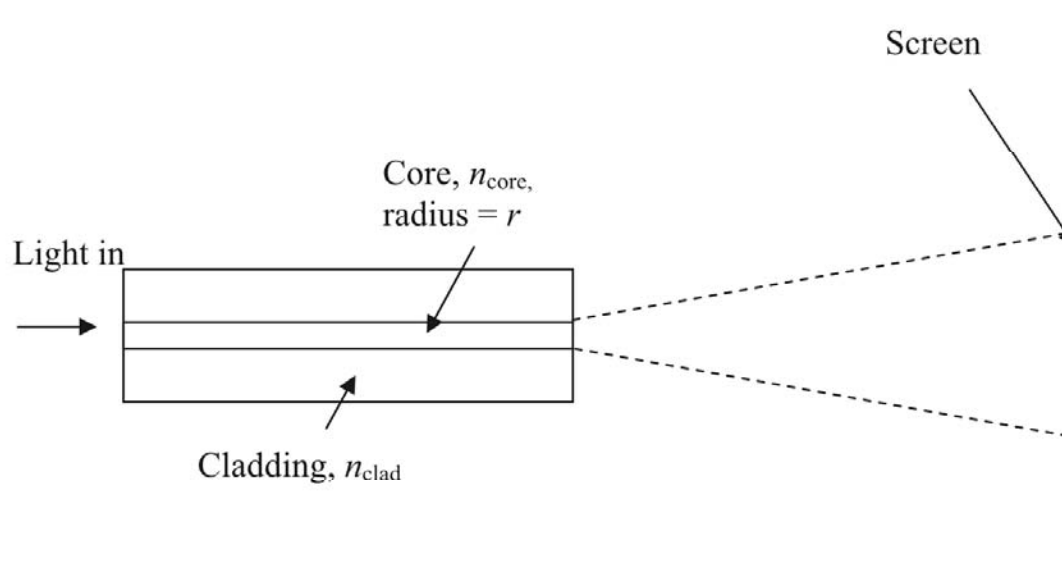 Screen
Core, n_core,
radius = r
Light in
Cladding, n_clad